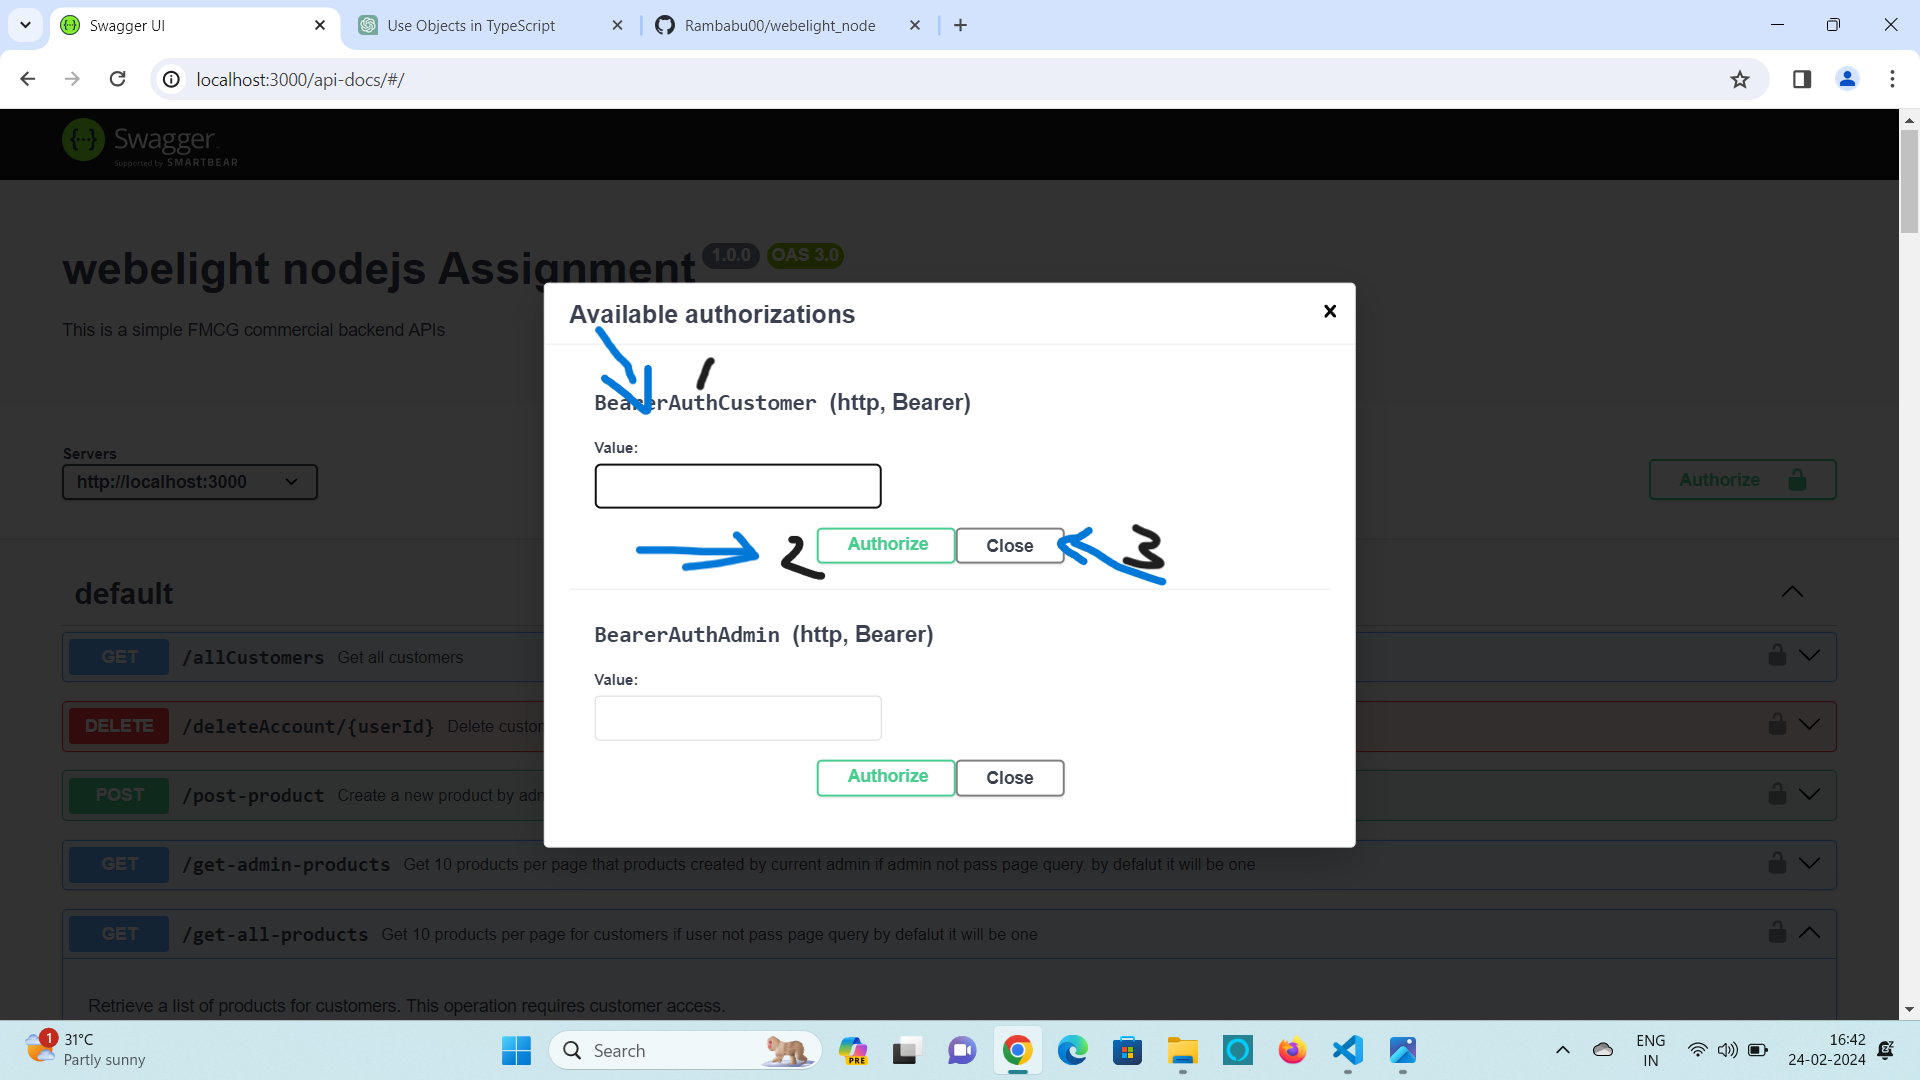 Swagger UI
Use Objects in TypeScript
Rambabu00/webelight_node
localhost:3000/api-docs/#/
Swagger
Supported by SMARTBEAR
webelight nodejs Assignment 1.0.0 OAS 3.0
This is a simple FMCG commercial backend APIs
Available authorizations
1
BearerAuthCustomer (http, Bearer)
Value:
2 Authorize Close 3
BearerAuthAdmin (http, Bearer)
Value:
Authorize Close
Servers
http://localhost:3000
Authorize
default
GET /allCustomers Get all customers
DELETE /deleteAccount/{userId} Delete custor
POST /post-product Create a new product by adn
GET /get-admin-products Get 10 products per page that products created by current admin if admin not pass page query. by defalut it will be one
GET /get-all-products Get 10 products per page for customers if user not pass page query by defalut it will be one
Retrieve a list of products for customers. This operation requires customer access.
1
31°C
Partly sunny
Search
PRE
ENG
IN
16:42
24-02-2024